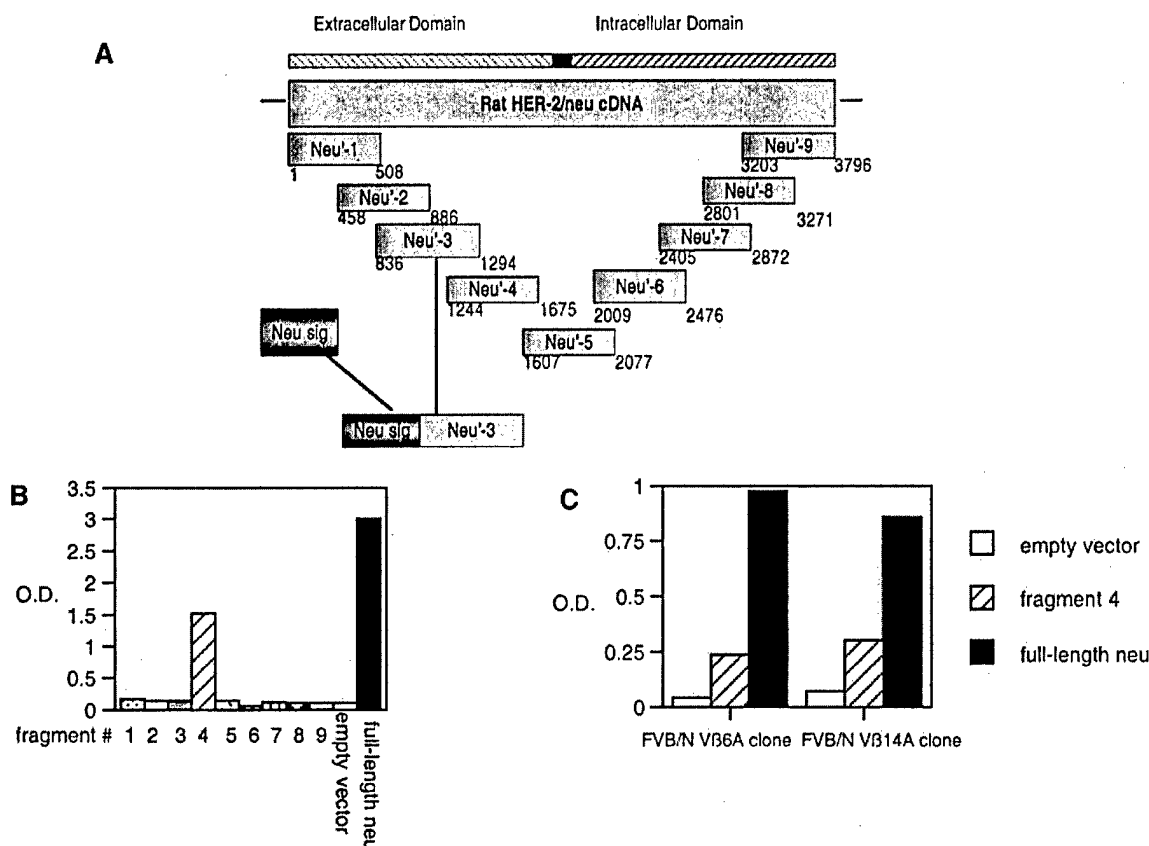 A
Extracellular Domain Intracellular Domain
Rat HER-2/neu cDNA
Neu'-1
1 508
Neu'-2
458 886
Neu'-3
836 1294
Neu'-4
1244 1675
Neu'-5
1607 2077
Neu'-6
2009 2476
Neu'-7
2405 2872
Neu'-8
2801 3271
Neu'-9
3203 3796
Neu sig
Neu sig Neu'-3
B
3.5
3
2.5
2
1.5
1
0.5
0
O.D.
fragment # 1 2 3 4 5 6 7 8 9
empty vector
full-length neu
C
1
0.75
0.5
0.25
0
O.D.
FVB/N Vß6A clone FVB/N Vß14A clone
empty vector
fragment 4
full-length neu